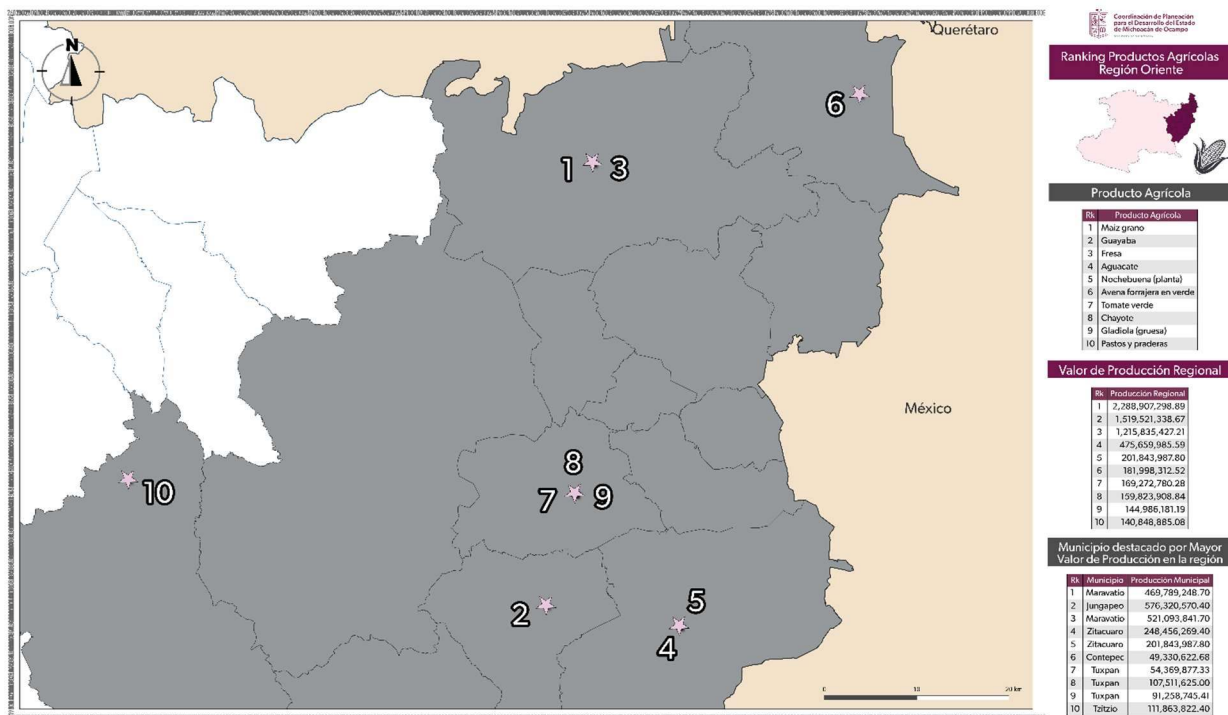 Querétaro
N
6
1
3
México
8
7
9
10
2
5
4
0
10
20 km
Coordinación de Planeación
para el Desarrollo del Estado
de Michoacán de Ocampo
Ranking Productos Agrícolas
Región Oriente
Producto Agrícola
Rk Producto Agrícola
1 Maíz grano
2 Guayaba
3 Fresa
4 Aguacate
5 Nochebuena (planta)
6 Avena forrajera en verde
7 Tomate verde
8 Chayote
9 Gladiola (gruesa)
10 Pastos y praderas
Valor de Producción Regional
Rk Producción Regional
1 2,288,907,298.89
2 1,519,521,338.67
3 1,215,835,427.21
4 475,659,985.59
5 201,843,987.80
6 181,998,312.52
7 169,272,780.28
8 159,823,908.84
9 144,986,181.19
10 140,848,885.08
Municipio destacado por Mayor
Valor de Producción en la región
Rk Municipio Producción Municipal
1 Maravatío 469,789,248.70
2 Jungapeo 576,320,570.40
3 Maravatío 521,093,841.70
4 Zitacuaro 248,456,269.40
5 Zitacuaro 201,843,987.80
6 Contepec 49,330,622.68
7 Tuxpan 54,369,877.33
8 Tuxpan 107,511,625.00
9 Tuxpan 91,258,745.41
10 Tzitzio 111,863,822.40